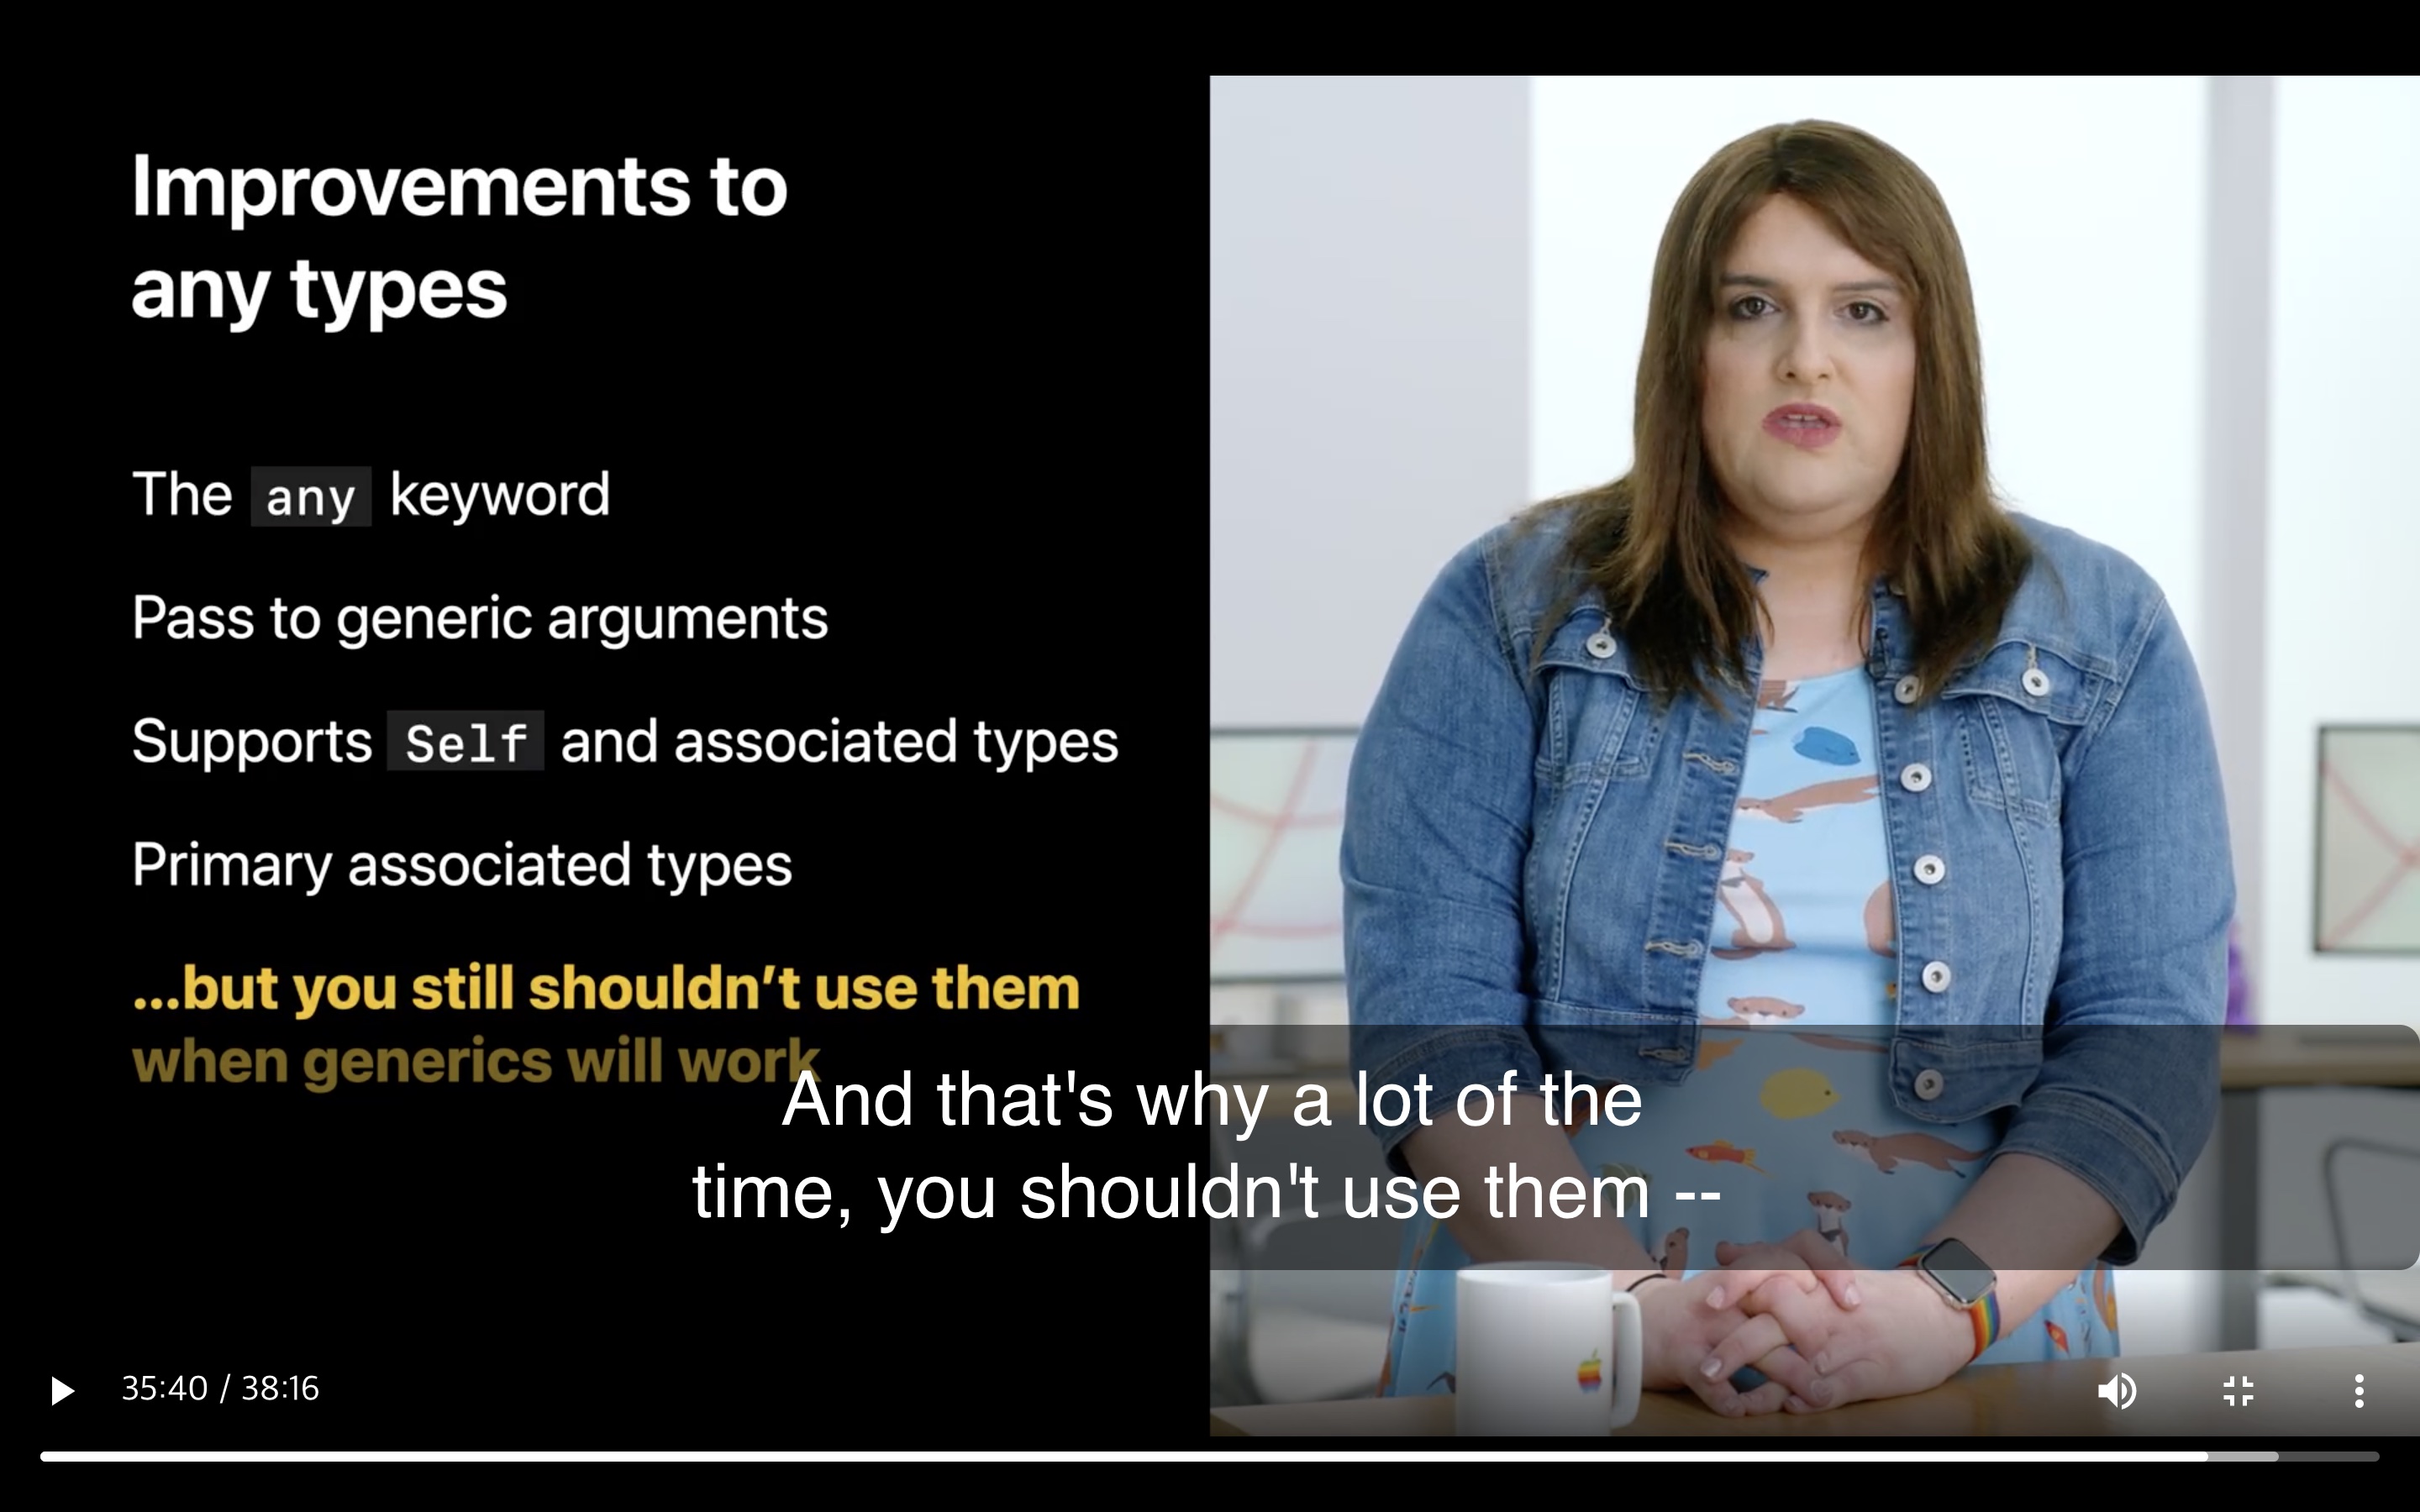 Improvements to
any types
The any keyword
Pass to generic arguments
Supports Self and associated types
Primary associated types
...but you still shouldn’t use them
when generics will work
And that's why a lot of the
time, you shouldn't use them --
35:40 / 38:16